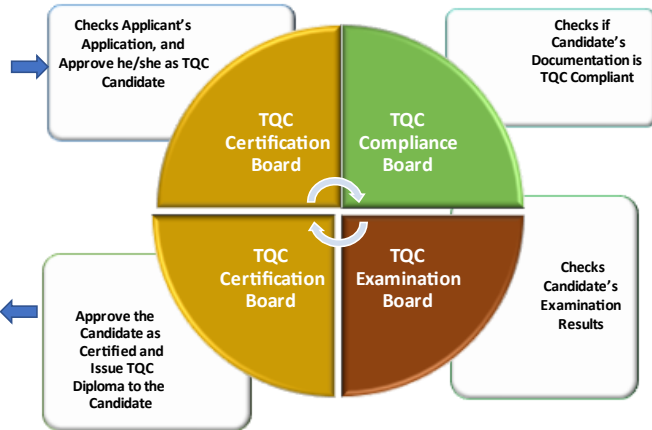 Checks Applicant's
Application, and
Approve he/she as TQC
Candidate
Checks if
Candidate's
Documentation is
TQC Compliant
TQC
Certification
Board
TQC
Compliance
Board
TQC
Certification
Board
TQC
Examination
Board
Checks
Candidate's
Examination
Results
Approve the
Candidate as
Certified and
Issue TQC
Diploma to the
Candidate